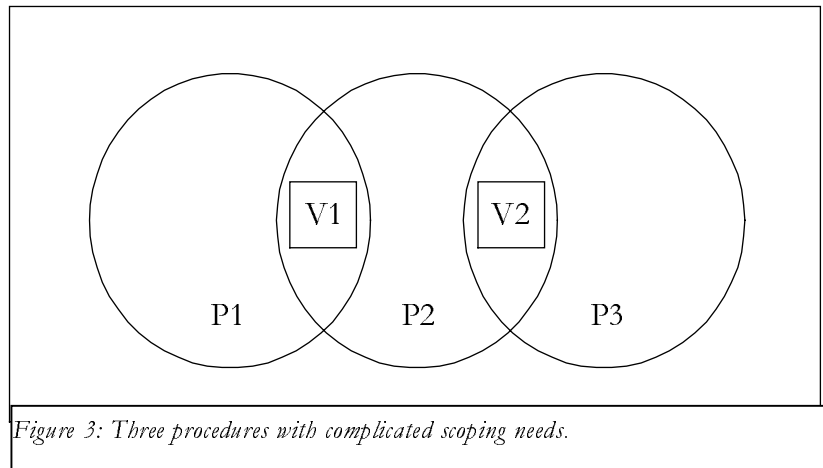 V1 V2
P1 P2 P3
Figure 3: Three procedures with complicated scoping needs.